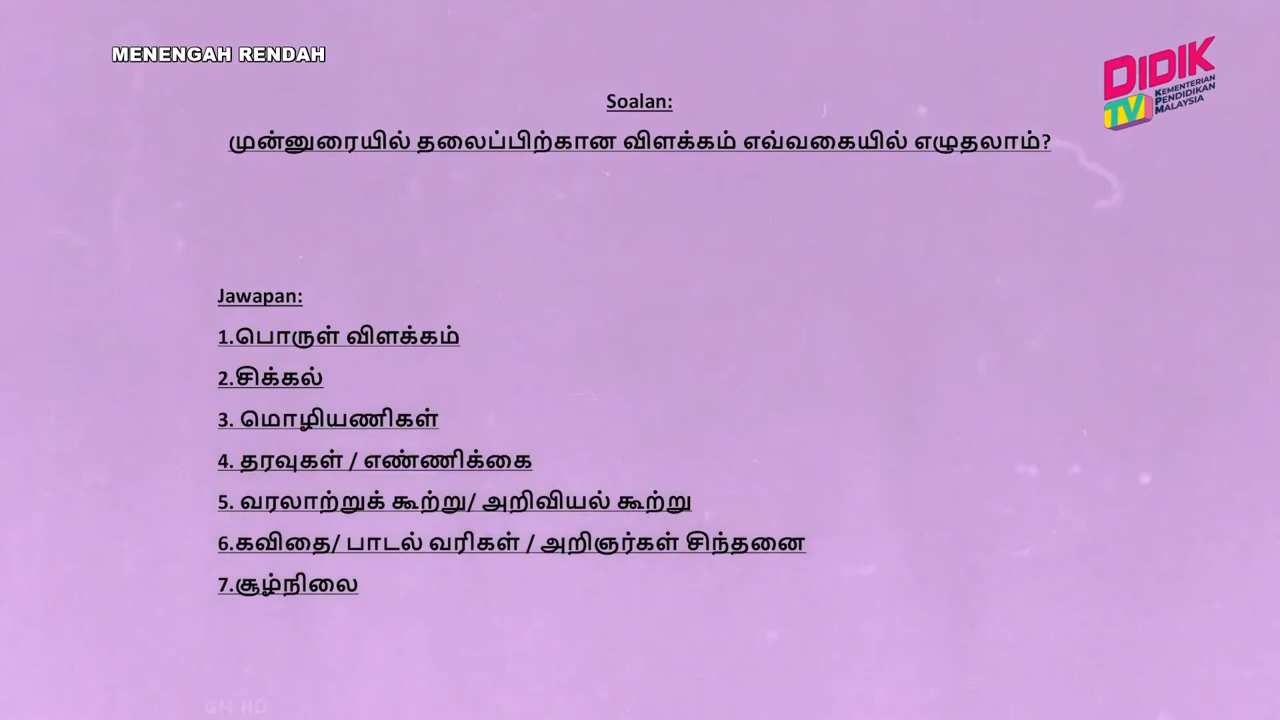 MENENGAH RENDAH
DIDIK
TV
KEMENTERIAN
PENDIDIKAN
MALAYSIA
Soalan:
முன்னுரையில் தலைப்பிற்கான விளக்கம் எவ்வகையில் எழுதலாம்?
Jawapan:
1.பொருள் விளக்கம்
2.சிக்கல்
3. மொழியணிகள்
4. தரவுகள் / எண்ணிக்கை
5. வரலாற்றுக் கூற்று/ அறிவியல் கூற்று
6.கவிதை/ பாடல் வரிகள் / அறிஞர்கள் சிந்தனை
7.சூழ்நிலை
GM HD